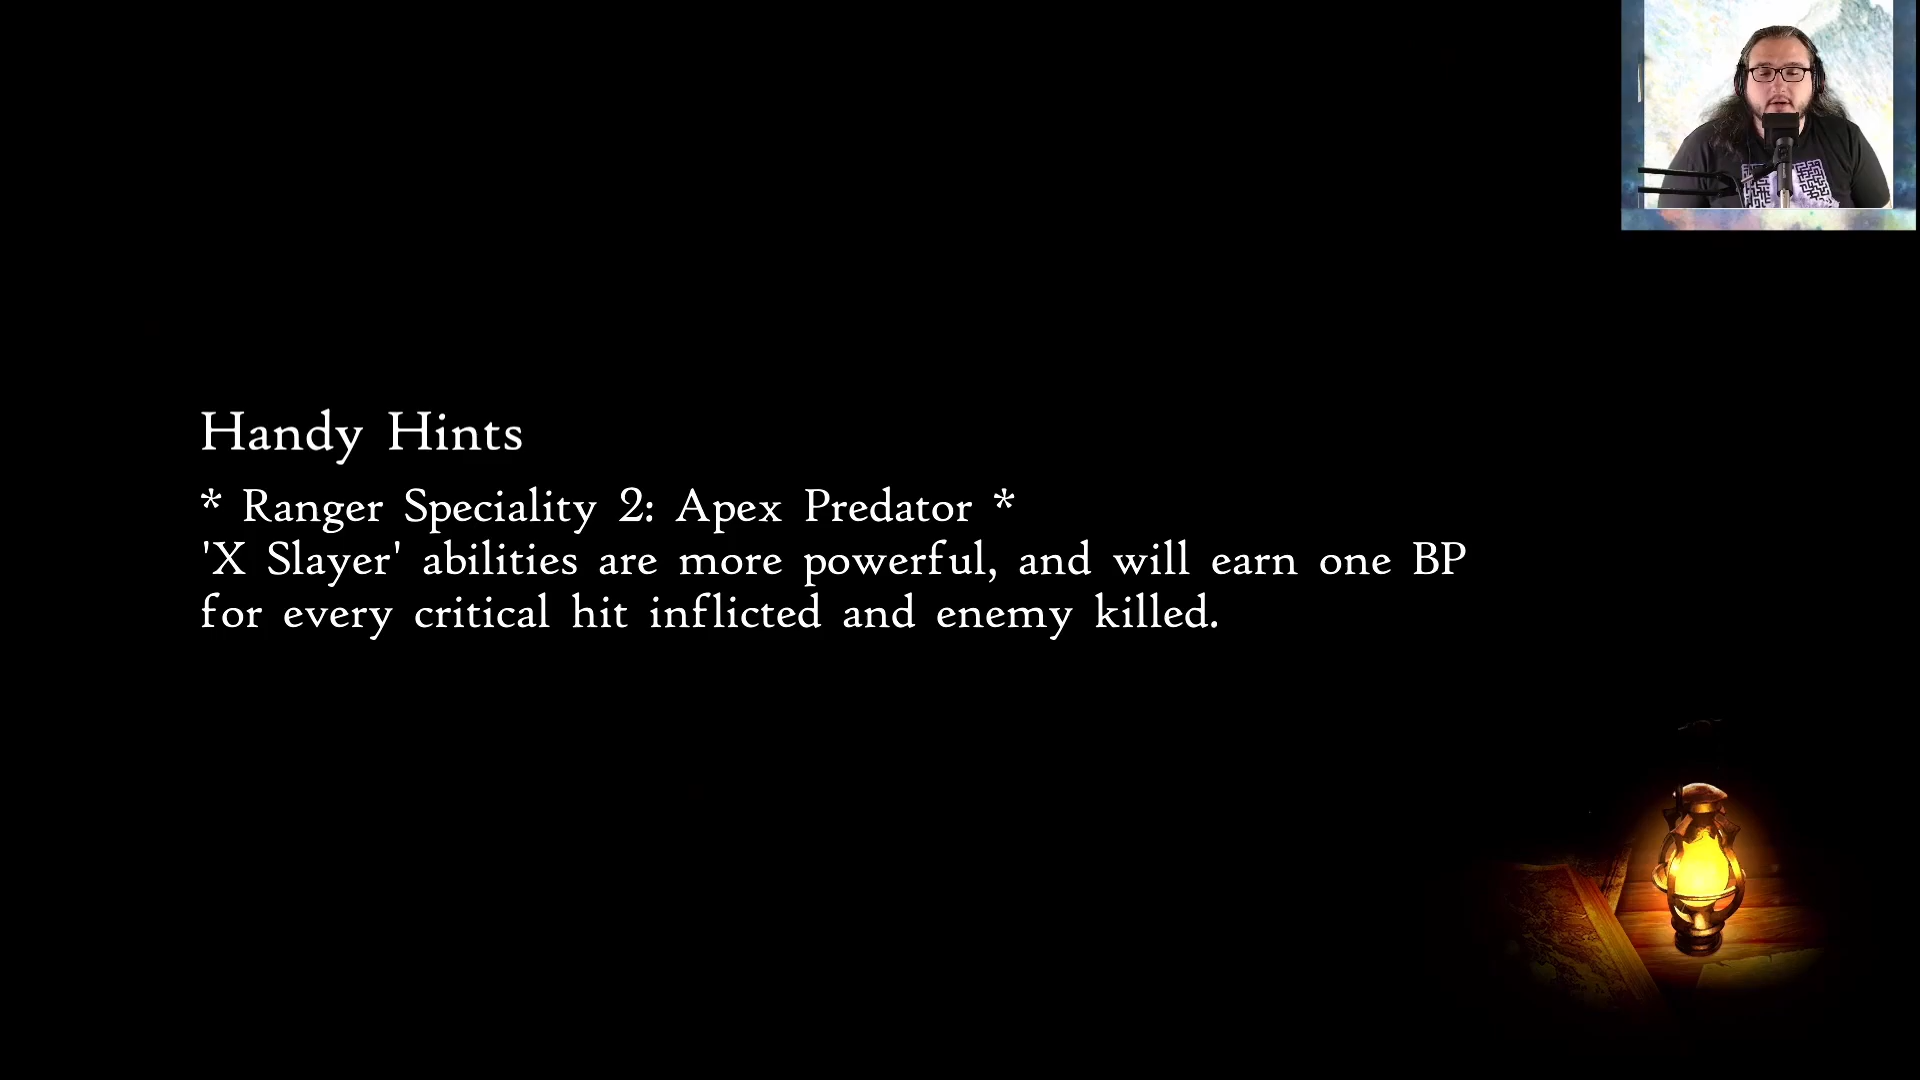 Handy Hints
* Ranger Speciality 2: Apex Predator *
'X Slayer' abilities are more powerful, and will earn one BP
for every critical hit inflicted and enemy killed.